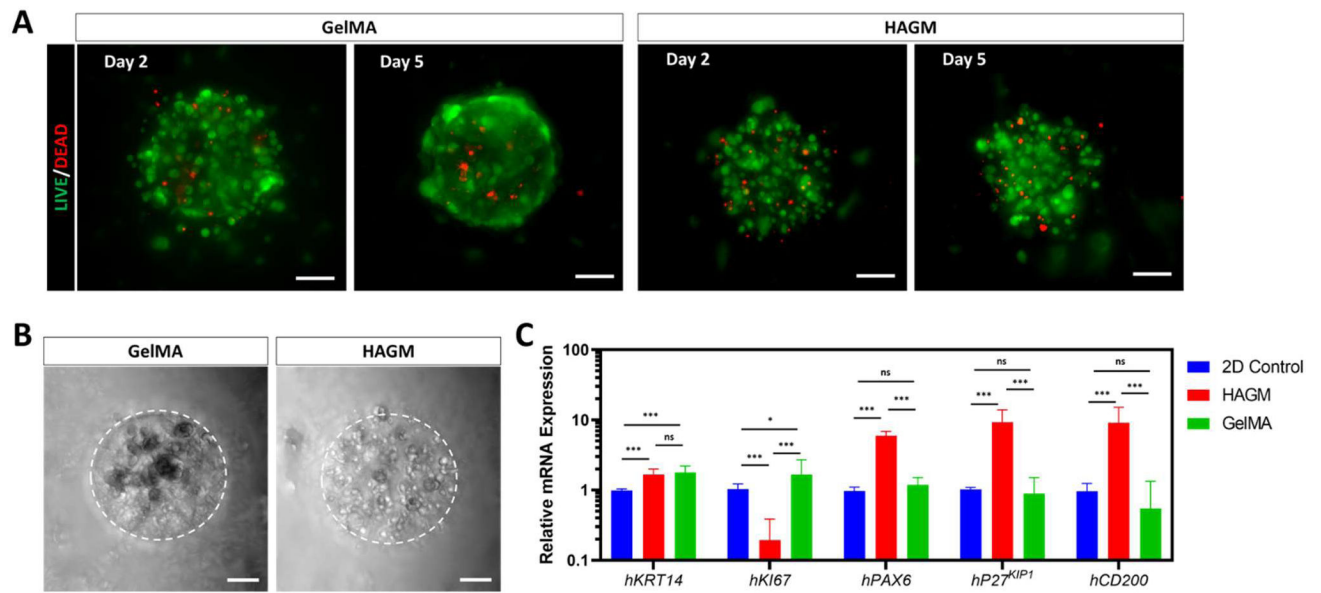 A
GelMA
HAGM
LIVE/DEAD
Day 2
Day 5
Day 2
Day 5
B
GelMA
HAGM
C
Relative mRNA Expression
100
10
1
0.1
***
ns
***
*
***
***
ns
***
***
ns
***
***
ns
***
***
2D Control
HAGM
GelMA
hKRT14
hKI67
hPAX6
hP27ᴷᴵᴾ¹
hCD200